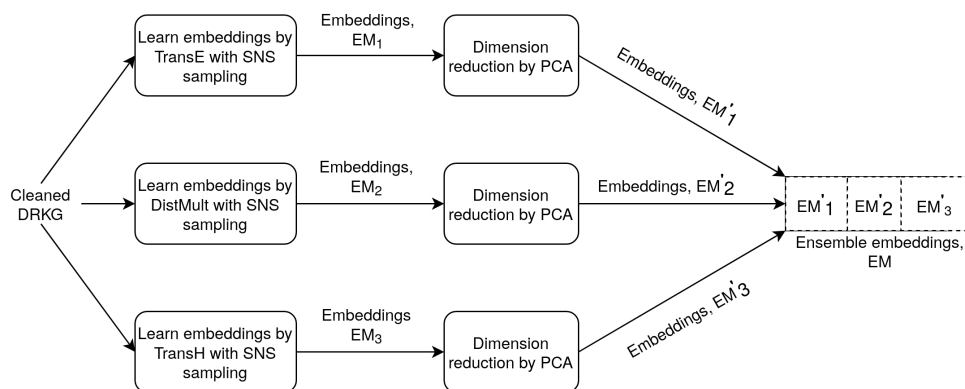 Learn embeddings by
TransE with SNS
sampling
Embeddings,
EM1
Dimension
reduction by PCA
Embeddings, EM'1
Cleaned
DRKG
Learn embeddings by
DistMult with SNS
sampling
Embeddings,
EM2
Dimension
reduction by PCA
Embeddings, EM'2
EM'1 EM'2 EM'3
Ensemble embeddings,
EM
Learn embeddings by
TransH with SNS
sampling
Embeddings
EM3
Dimension
reduction by PCA
Embeddings, EM'3